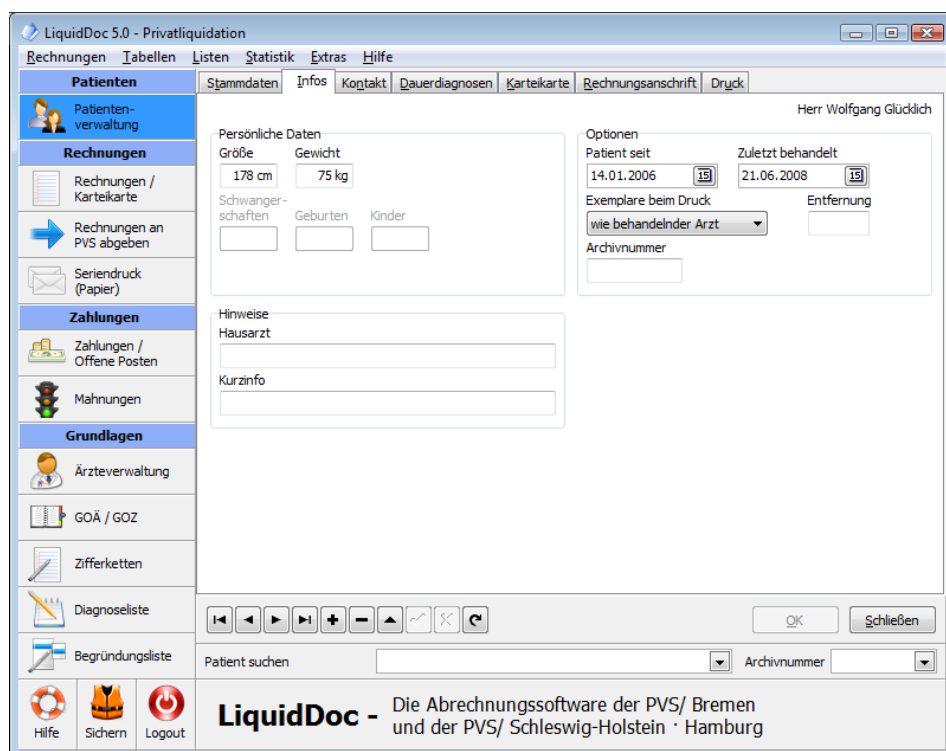 LiquidDoc 5.0 - Privatliquidation
Rechnungen Tabellen Listen Statistik Extras Hilfe
Patienten
Patienten-
verwaltung
Rechnungen
Rechnungen /
Karteikarte
Rechnungen an
PVS abgeben
Seriendruck
(Papier)
Zahlungen
Zahlungen /
Offene Posten
Mahnungen
Grundlagen
Ärzteverwaltung
GOÄ / GOZ
Zifferketten
Diagnoseliste
Begründungsliste
Hilfe Sichern Logout
Stammdaten Infos Kontakt Dauerdiagnosen Karteikarte Rechnungsanschrift Druck
Herr Wolfgang Glücklich
Persönliche Daten
Größe Gewicht
178 cm 75 kg
Schwanger-
schaften Geburten Kinder
Optionen
Patient seit Zuletzt behandelt
14.01.2006 15 21.06.2008 15
Exemplare beim Druck Entfernung
wie behandelnder Arzt
Archivnummer
Hinweise
Hausarzt
Kurzinfo
OK Schließen
Patient suchen Archivnummer
LiquidDoc -
Die Abrechnungssoftware der PVS/ Bremen
und der PVS/ Schleswig-Holstein · Hamburg